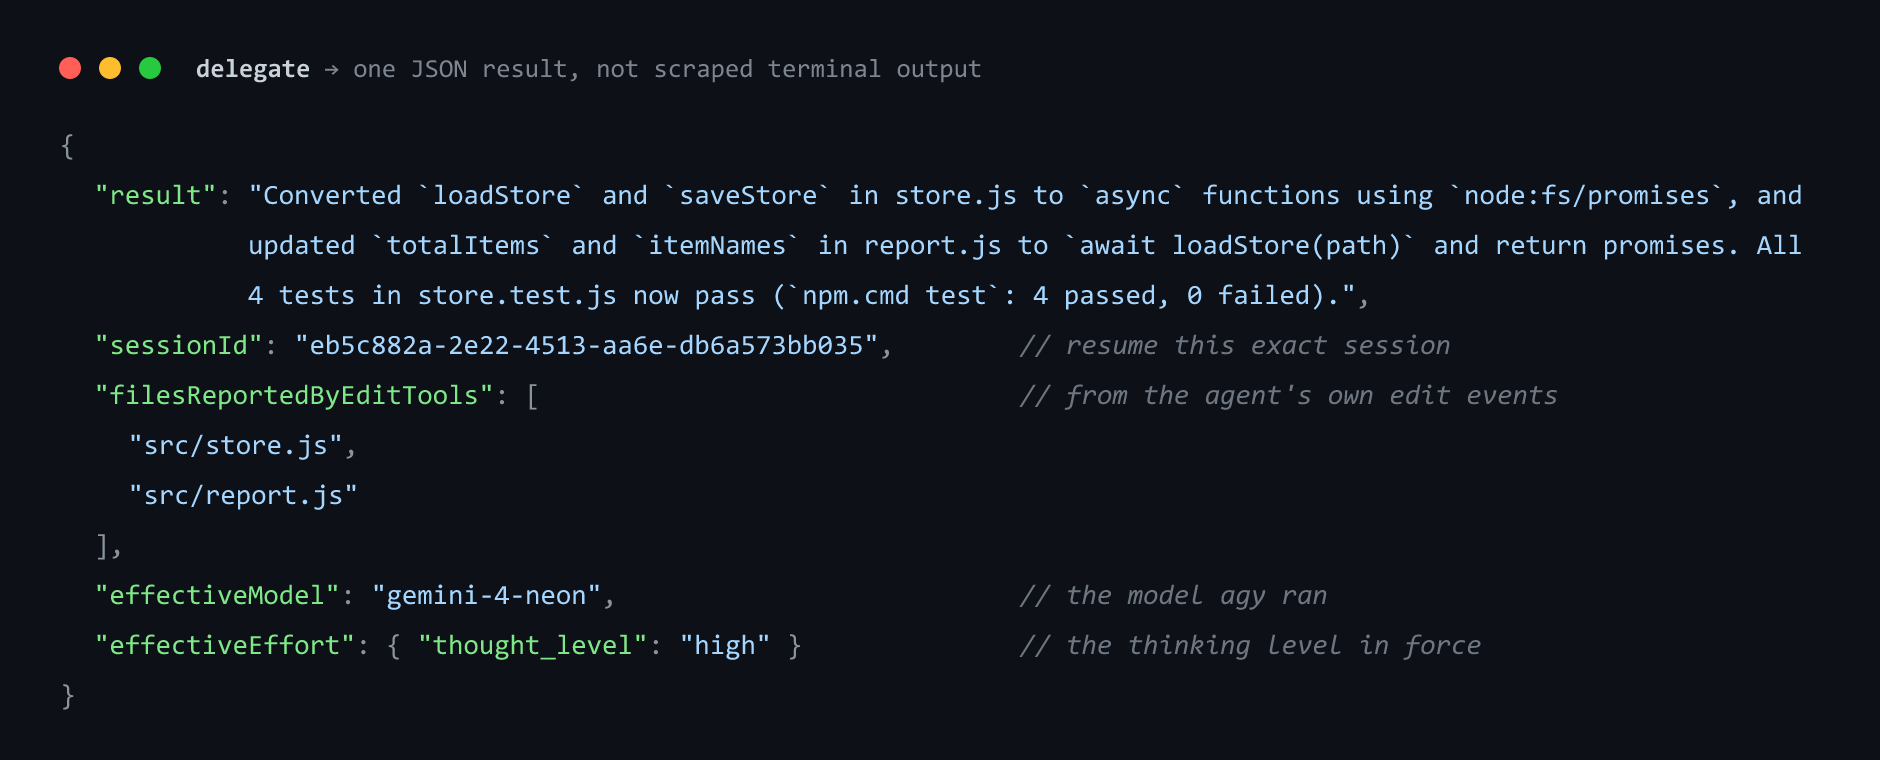 delegate → one JSON result, not scraped terminal output
{
"result": "Converted `loadStore` and `saveStore` in store.js to `async` functions using `node:fs/promises`, and
updated `totalItems` and `itemNames` in report.js to `await loadStore(path)` and return promises. All
4 tests in store.test.js now pass (`npm.cmd test`: 4 passed, 0 failed).",
"sessionId": "eb5c882a-2e22-4513-aa6e-db6a573bb035", // resume this exact session
"filesReportedByEditTools": [ // from the agent's own edit events
"src/store.js",
"src/report.js"
],
"effectiveModel": "gemini-4-neon", // the model agy ran
"effectiveEffort": { "thought_level": "high" } // the thinking level in force
}